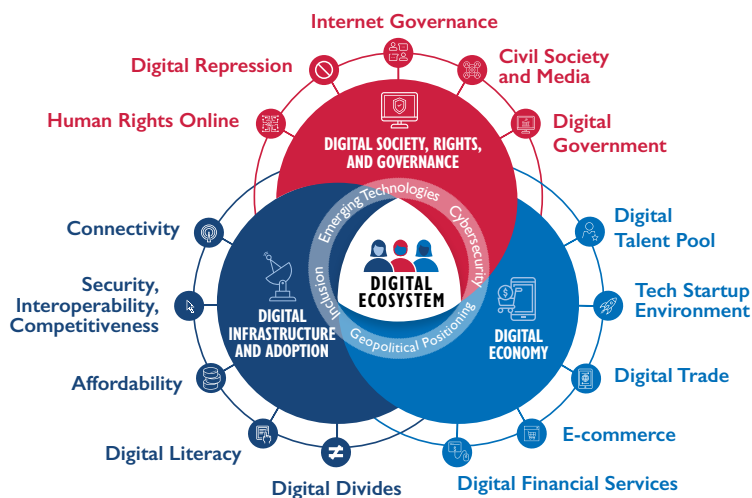 Internet Governance
Digital Repression
Civil Society
and Media
Human Rights Online
Digital
Government
DIGITAL SOCIETY, RIGHTS,
AND GOVERNANCE
Emerging Technologies
Cybersecurity
Inclusion
Geopolitical Positioning
DIGITAL
ECOSYSTEM
Connectivity
Security,
Interoperability,
Competitiveness
Affordability
Digital Literacy
Digital Divides
DIGITAL
INFRASTRUCTURE
AND ADOPTION
Digital
Talent Pool
Tech Startup
Environment
Digital Trade
E-commerce
Digital Financial Services
DIGITAL
ECONOMY